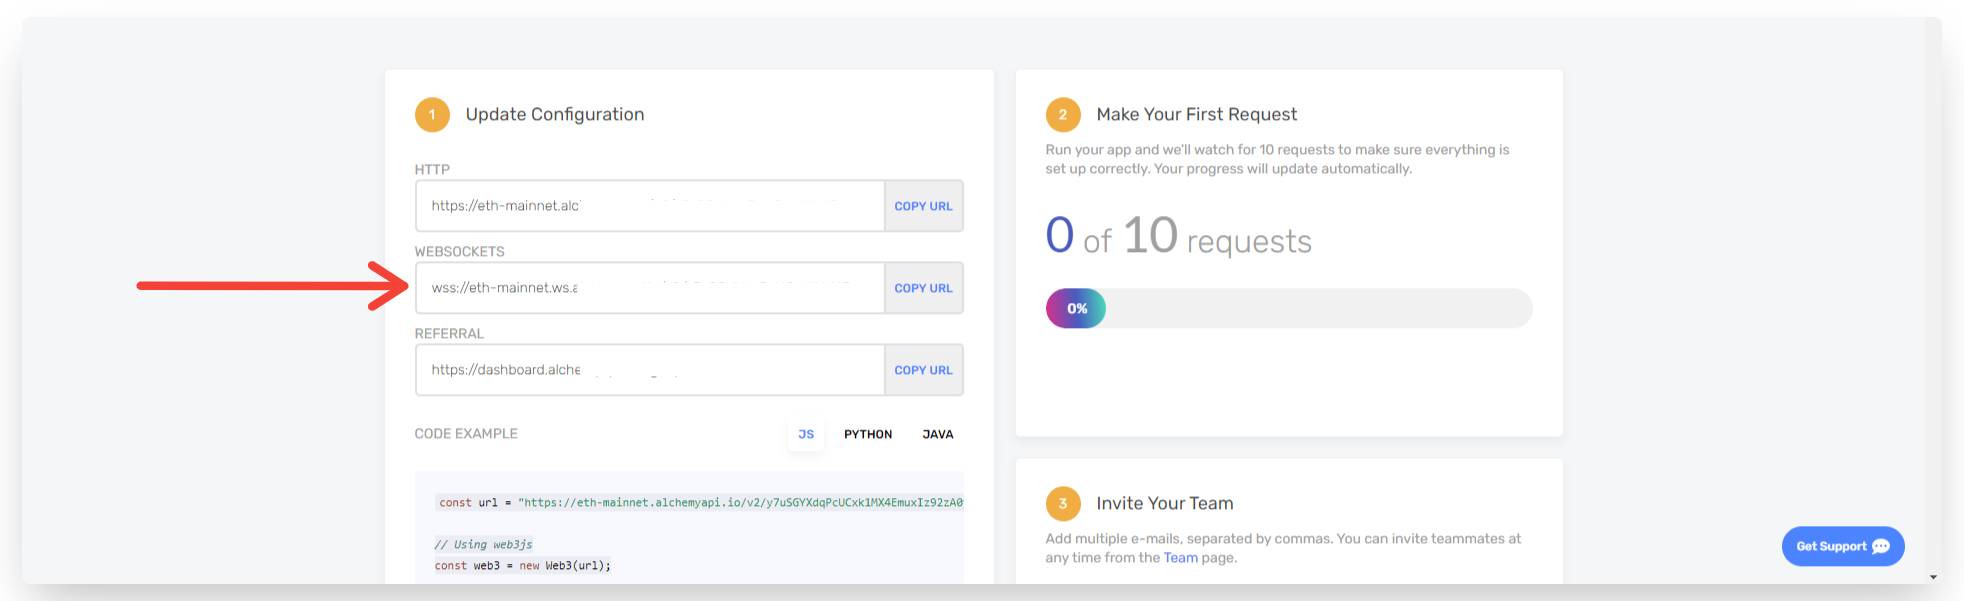 1 Update Configuration
HTTP
https://eth-mainnet.alc
COPY URL
WEBSOCKETS
wss://eth-mainnet.ws.a
COPY URL
REFERRAL
https://dashboard.alche
COPY URL
CODE EXAMPLE
JS PYTHON JAVA
const url = "https://eth-mainnet.alchemyapi.io/v2/y7uSGYXdqPcUCxk1MX4EmuxIz92zA0
// Using web3js
const web3 = new Web3(url);
2 Make Your First Request
Run your app and we'll watch for 10 requests to make sure everything is
set up correctly. Your progress will update automatically.
0 of 10 requests
0%
3 Invite Your Team
Add multiple e-mails, separated by commas. You can invite teammates at
any time from the Team page.
Get Support